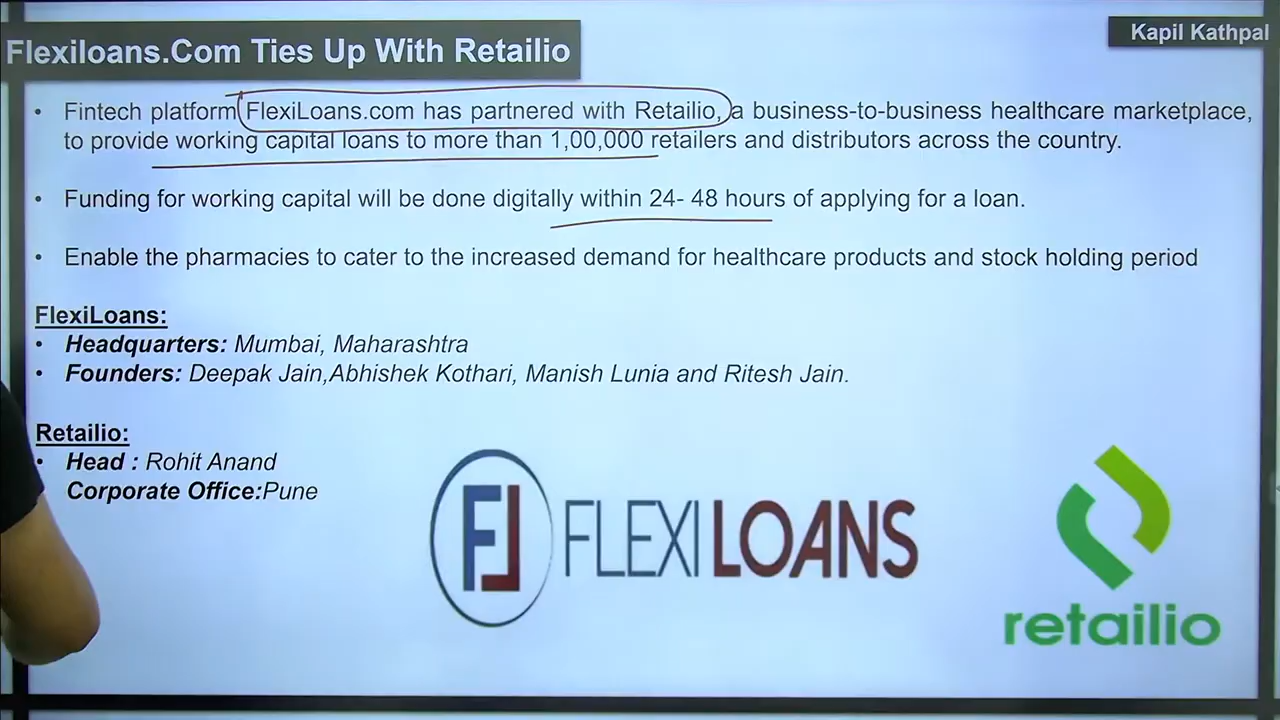 Flexiloans.Com Ties Up With Retailio
Kapil Kathpal
• Fintech platform FlexiLoans.com has partnered with Retailio, a business-to-business healthcare marketplace,
to provide working capital loans to more than 1,00,000 retailers and distributors across the country.
• Funding for working capital will be done digitally within 24- 48 hours of applying for a loan.
• Enable the pharmacies to cater to the increased demand for healthcare products and stock holding period
FlexiLoans:
• Headquarters: Mumbai, Maharashtra
• Founders: Deepak Jain,Abhishek Kothari, Manish Lunia and Ritesh Jain.
Retailio:
• Head : Rohit Anand
Corporate Office:Pune
FL FLEXILOANS
retailio